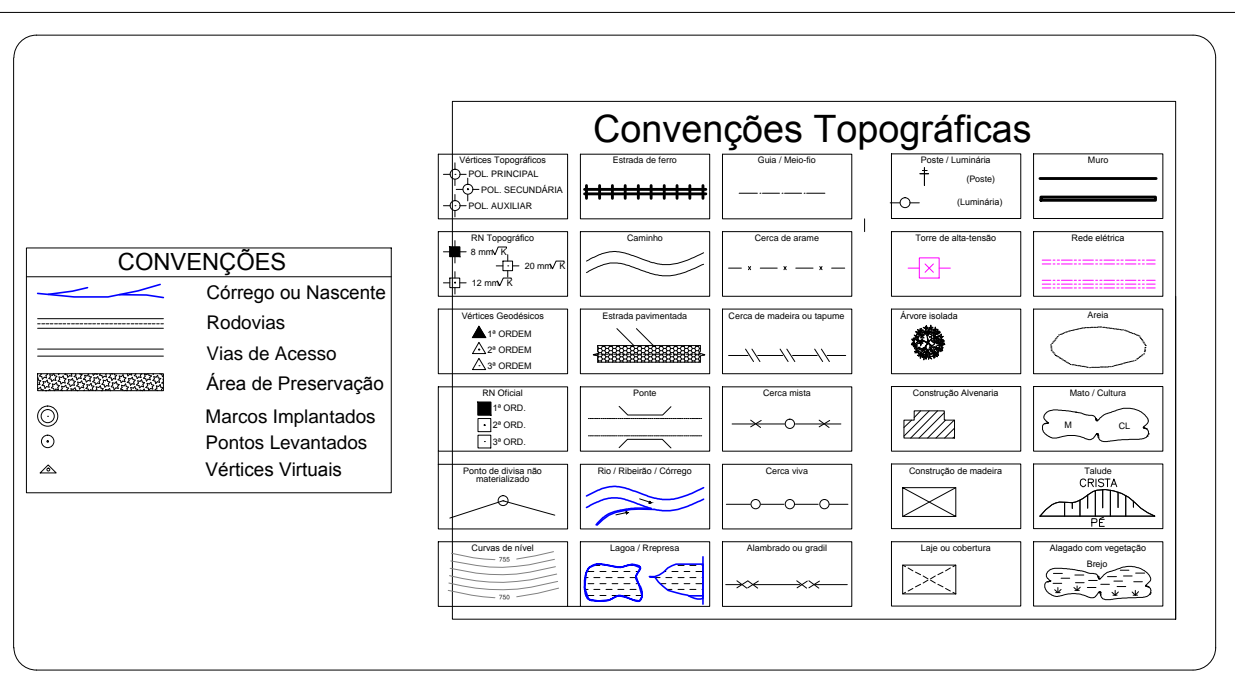 CONVENÇÕES
Córrego ou Nascente
Rodovias
Vias de Acesso
Área de Preservação
Marcos Implantados
Pontos Levantados
Vértices Virtuais
Convenções Topográficas
Vértices Topográficos
POL. PRINCIPAL
POL. SECUNDÁRIA
POL. AUXILIAR
Estrada de ferro
Guia / Meio-fio
Poste / Luminária
(Poste)
(Luminária)
Muro
RN Topográfico
8 mm√K
20 mm√K
12 mm√K
Caminho
Cerca de arame
x x x
Torre de alta-tensão
Rede elétrica
Vértices Geodésicos
1ª ORDEM
2ª ORDEM
3ª ORDEM
Estrada pavimentada
Cerca de madeira ou tapume
Árvore isolada
Areia
RN Oficial
1ª ORD.
2ª ORD.
3ª ORD.
Ponte
Cerca mista
Construção Alvenaria
Mato / Cultura
M CL
Ponto de divisa não
materializado
Rio / Ribeirão / Córrego
Cerca viva
Construção de madeira
Talude
CRISTA
PÉ
Curvas de nível
755
750
Lagoa / Rrepresa
Alambrado ou gradil
Laje ou cobertura
Alagado com vegetação
Brejo